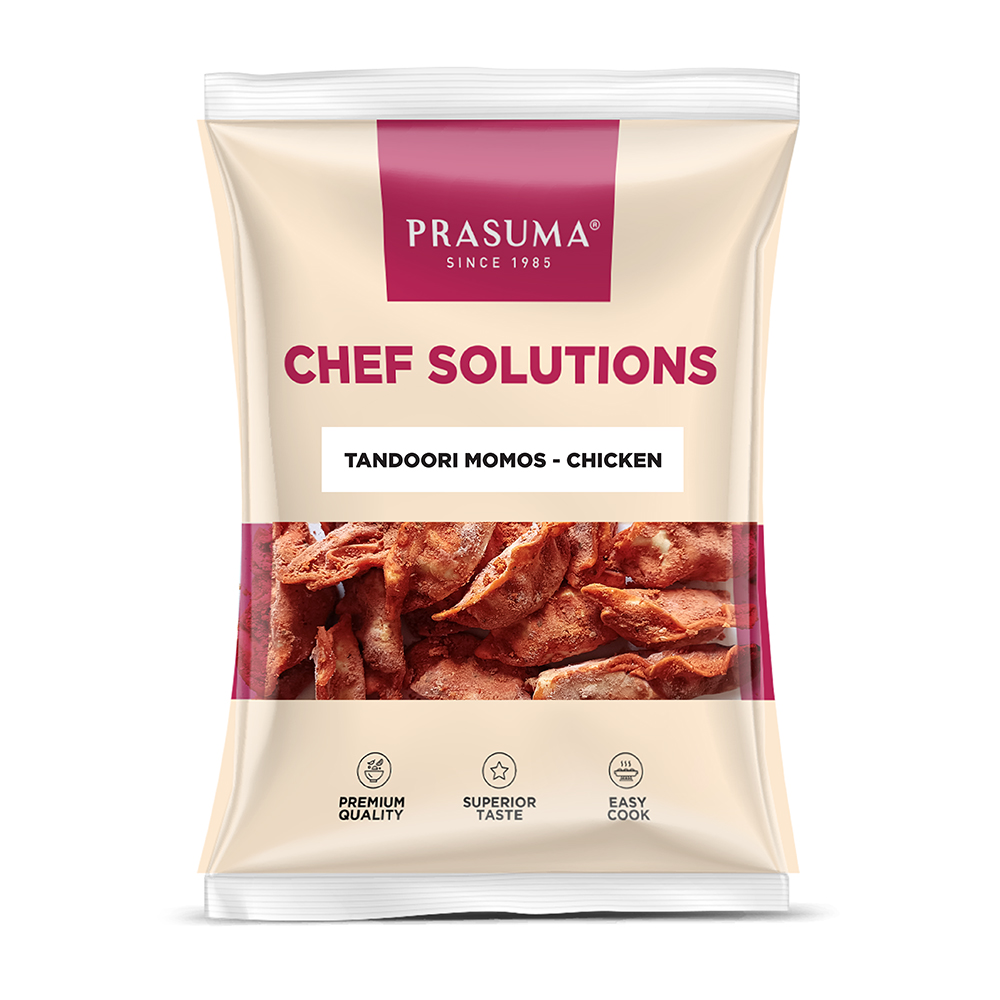 PRASUMA®
SINCE 1985
CHEF SOLUTIONS
TANDOORI MOMOS - CHICKEN
PREMIUM
QUALITY
SUPERIOR
TASTE
EASY
COOK